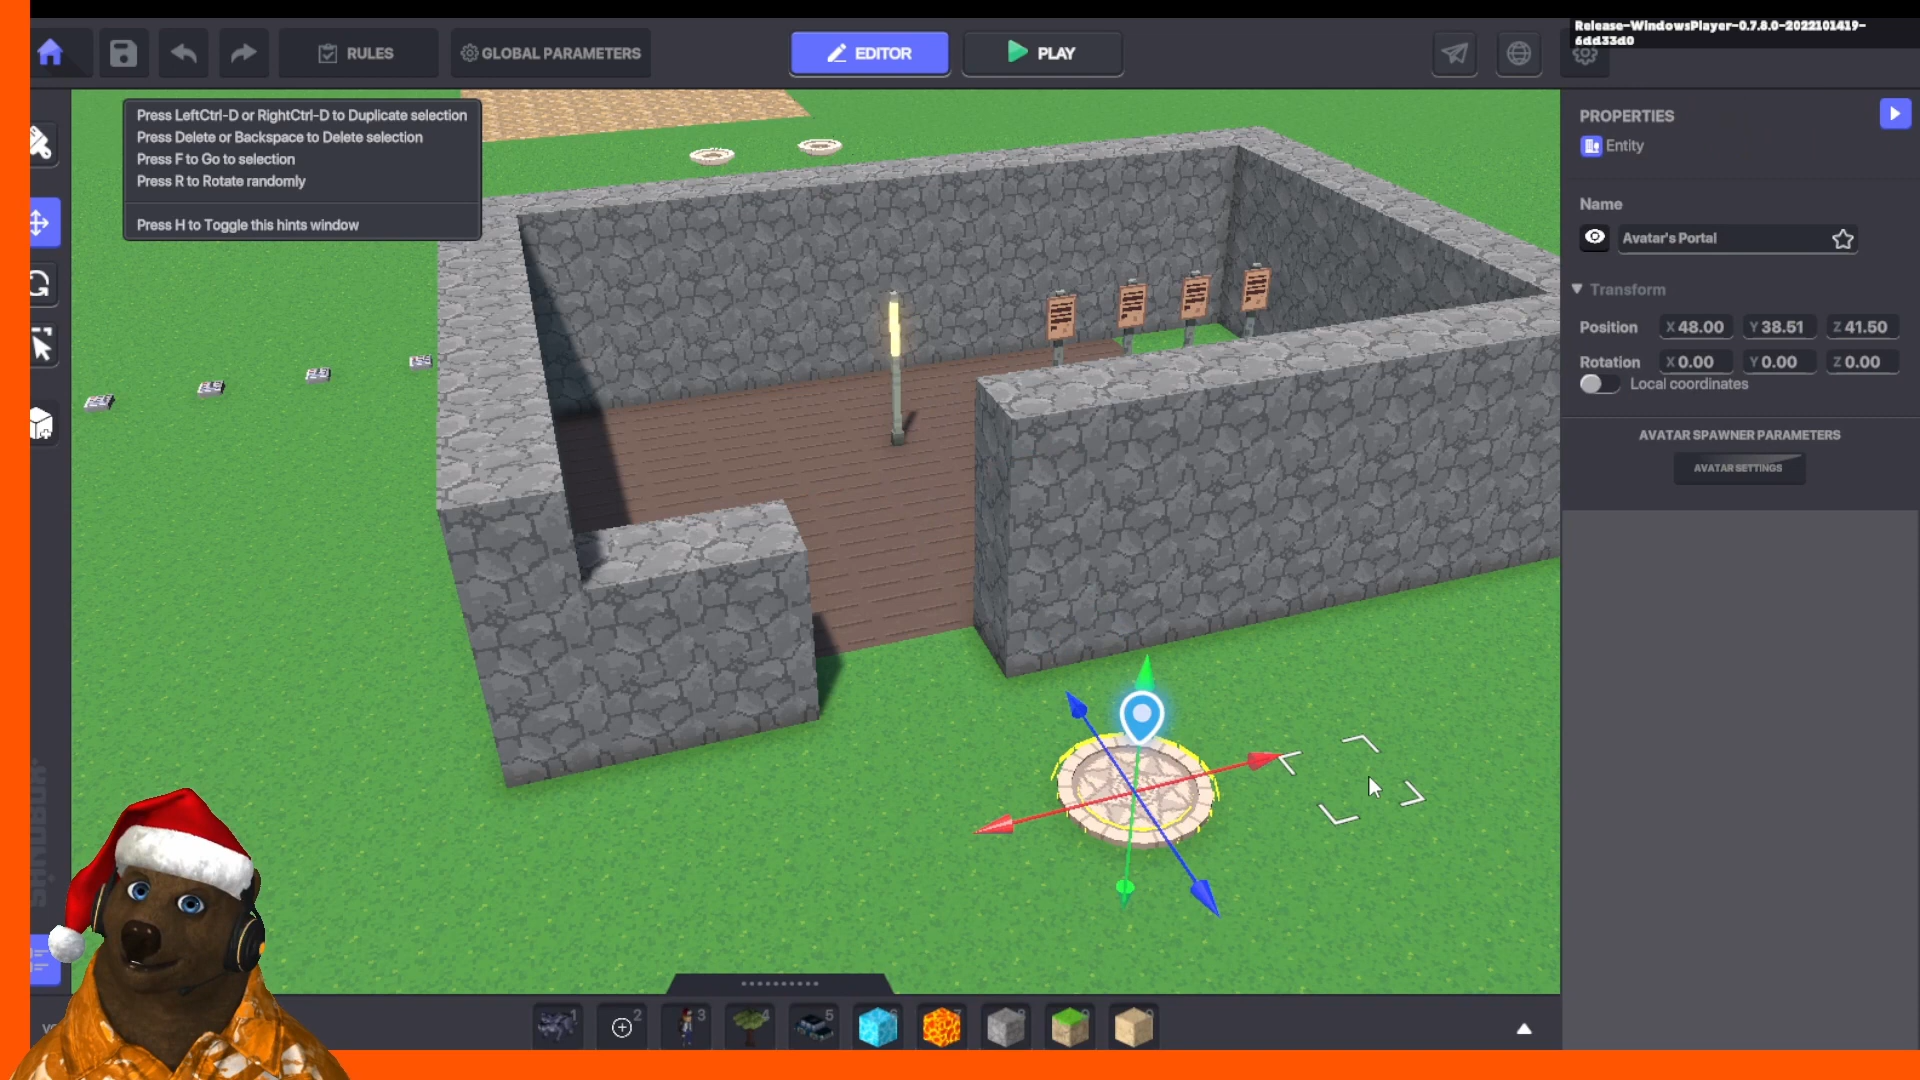 Release-WindowsPlayer-0.7.8.0-2022101419-
6dd33d0
RULES
GLOBAL PARAMETERS
EDITOR
PLAY
Press LeftCtrl-D or RightCtrl-D to Duplicate selection
Press Delete or Backspace to Delete selection
Press F to Go to selection
Press R to Rotate randomly
Press H to Toggle this hints window
PROPERTIES
Entity
Name
Avatar's Portal
Transform
Position X 48.00 Y 38.51 Z 41.50
Rotation X 0.00 Y 0.00 Z 0.00
Local coordinates
AVATAR SPAWNER PARAMETERS
AVATAR SETTINGS
1 2 3 4 5